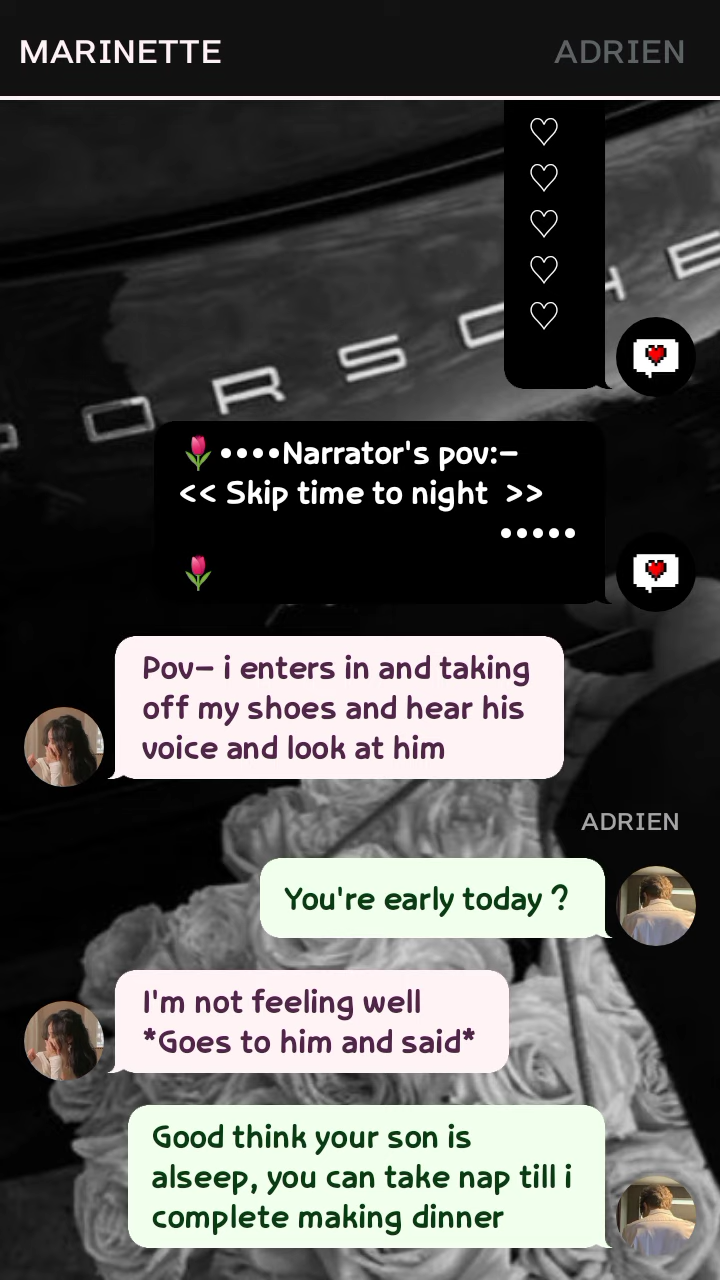 MARINETTE
ADRIEN
♡
♡
♡
♡
♡
PORSCHE
🌷••••Narrator's pov:–
<< Skip time to night  >>
•••••
🌷
Pov– i enters in and taking
off my shoes and hear his
voice and look at him
ADRIEN
You're early today ?
I'm not feeling well
*Goes to him and said*
Good think your son is
alseep, you can take nap till i
complete making dinner